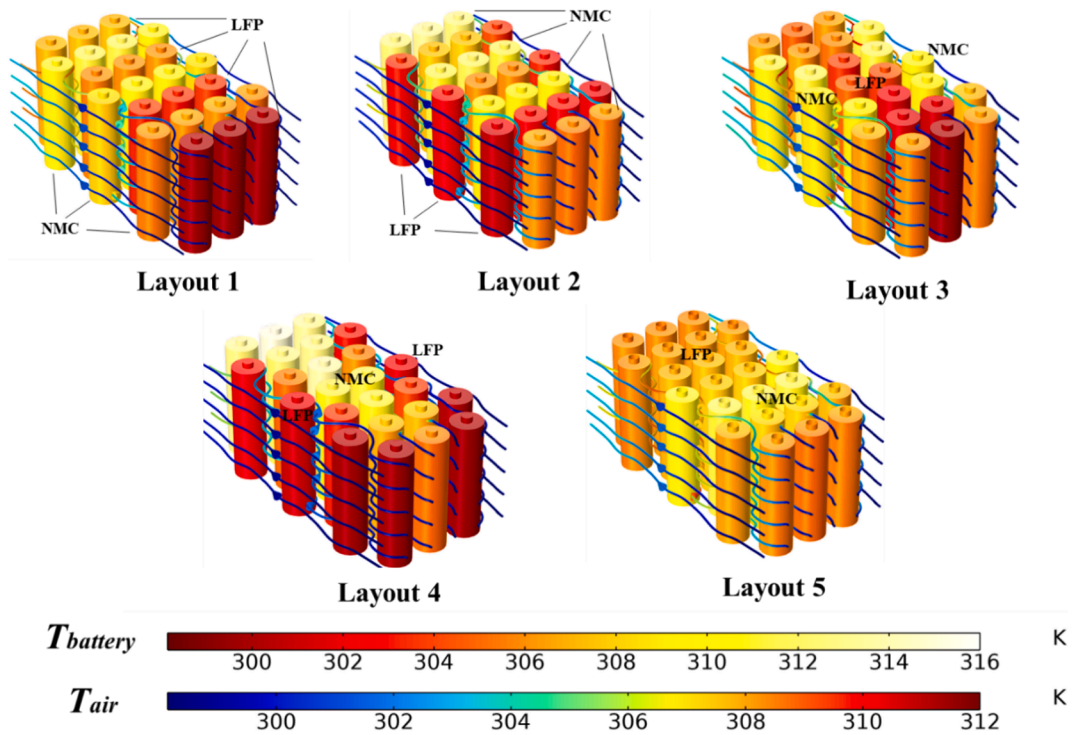 LFP
NMC
Layout 1
NMC
LFP
Layout 2
NMC
LFP
NMC
Layout 3
LFP
NMC
LFP
Layout 4
LFP
NMC
Layout 5
Tbattery K
300 302 304 306 308 310 312 314 316
Tair K
300 302 304 306 308 310 312